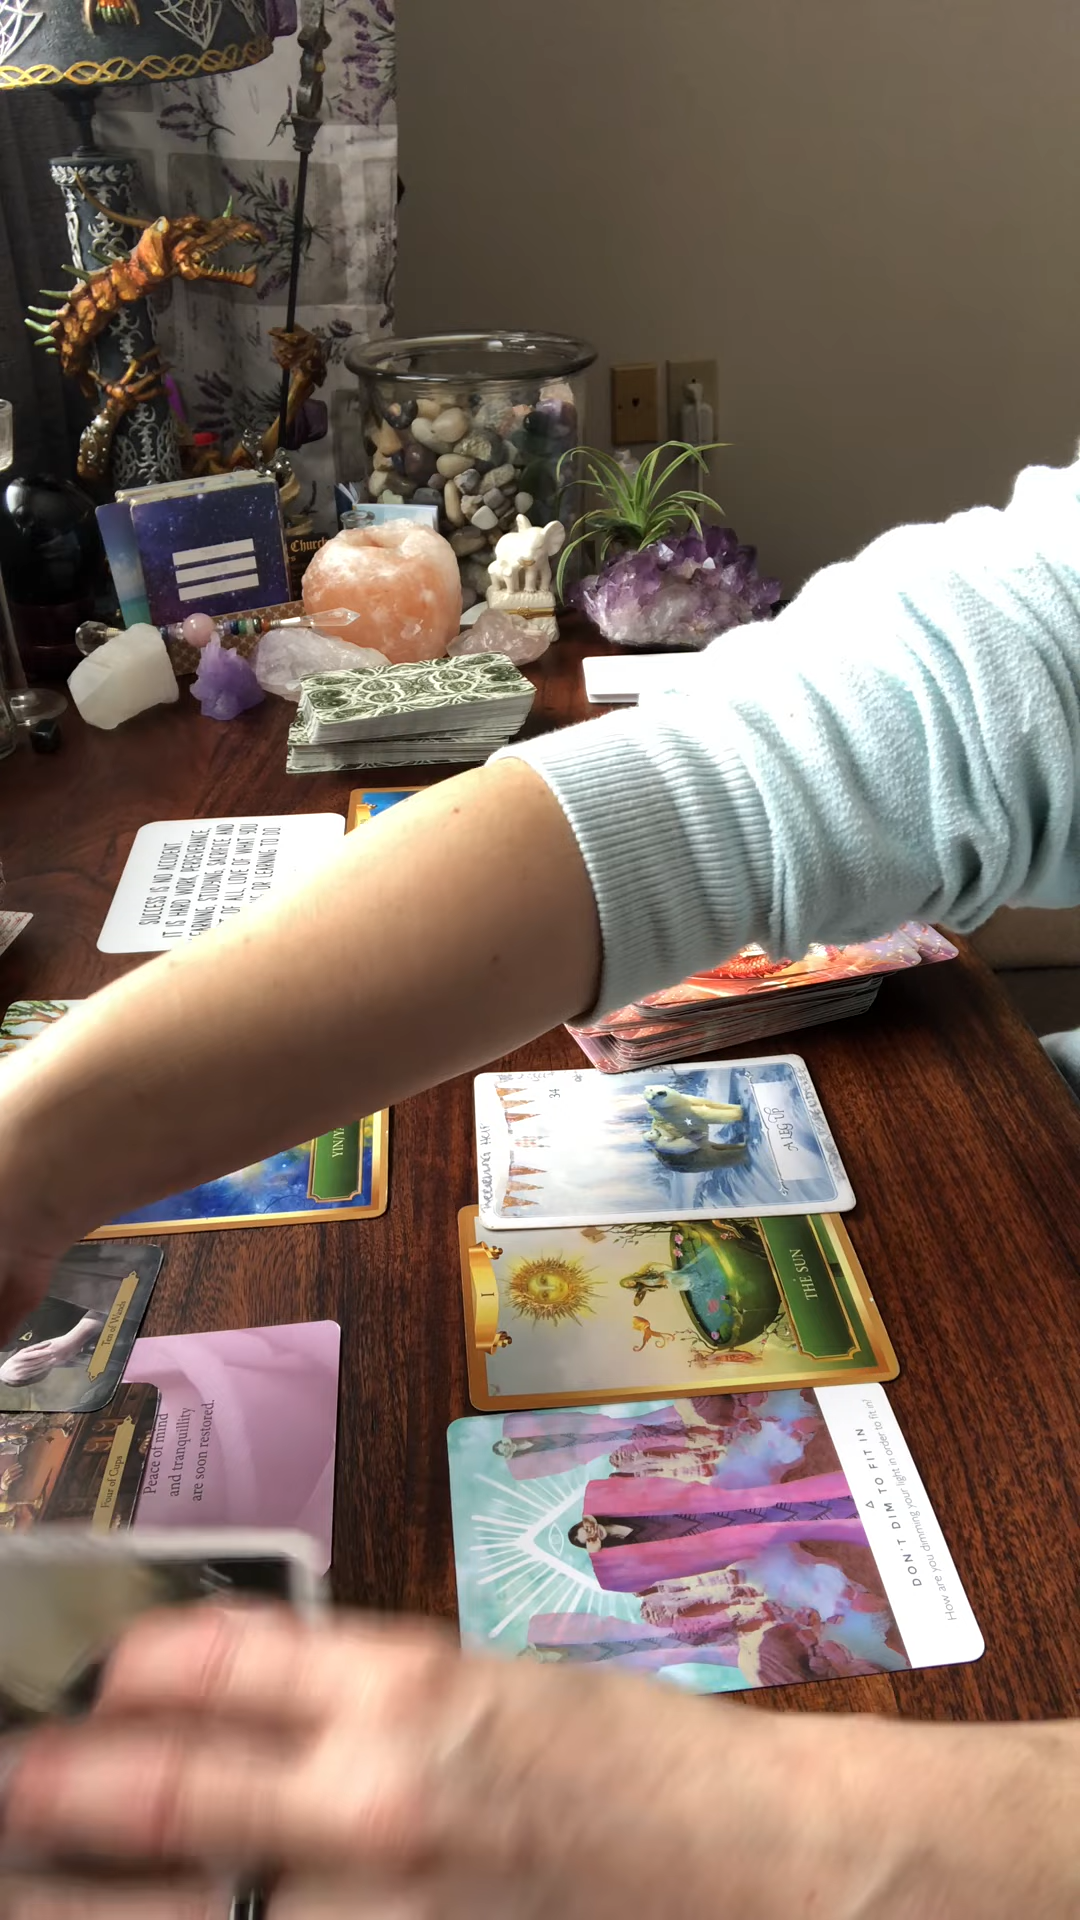 Church
SUCCESS IS NO ACCIDENT
IT IS HARD WORK PERSEVERANCE
LEARNING, STUDYING, SACRIFICE AND
OF ALL LOVE OF WHAT YOU
OR LEARNING TO DO
YIN/YA
34
A LEG UP
I
THE SUN
Ten of Wands
Four of Cups
Peace of mind
and tranquillity
are soon restored.
DON'T DIM TO FIT IN
How are you dimming your light in order to fit in?